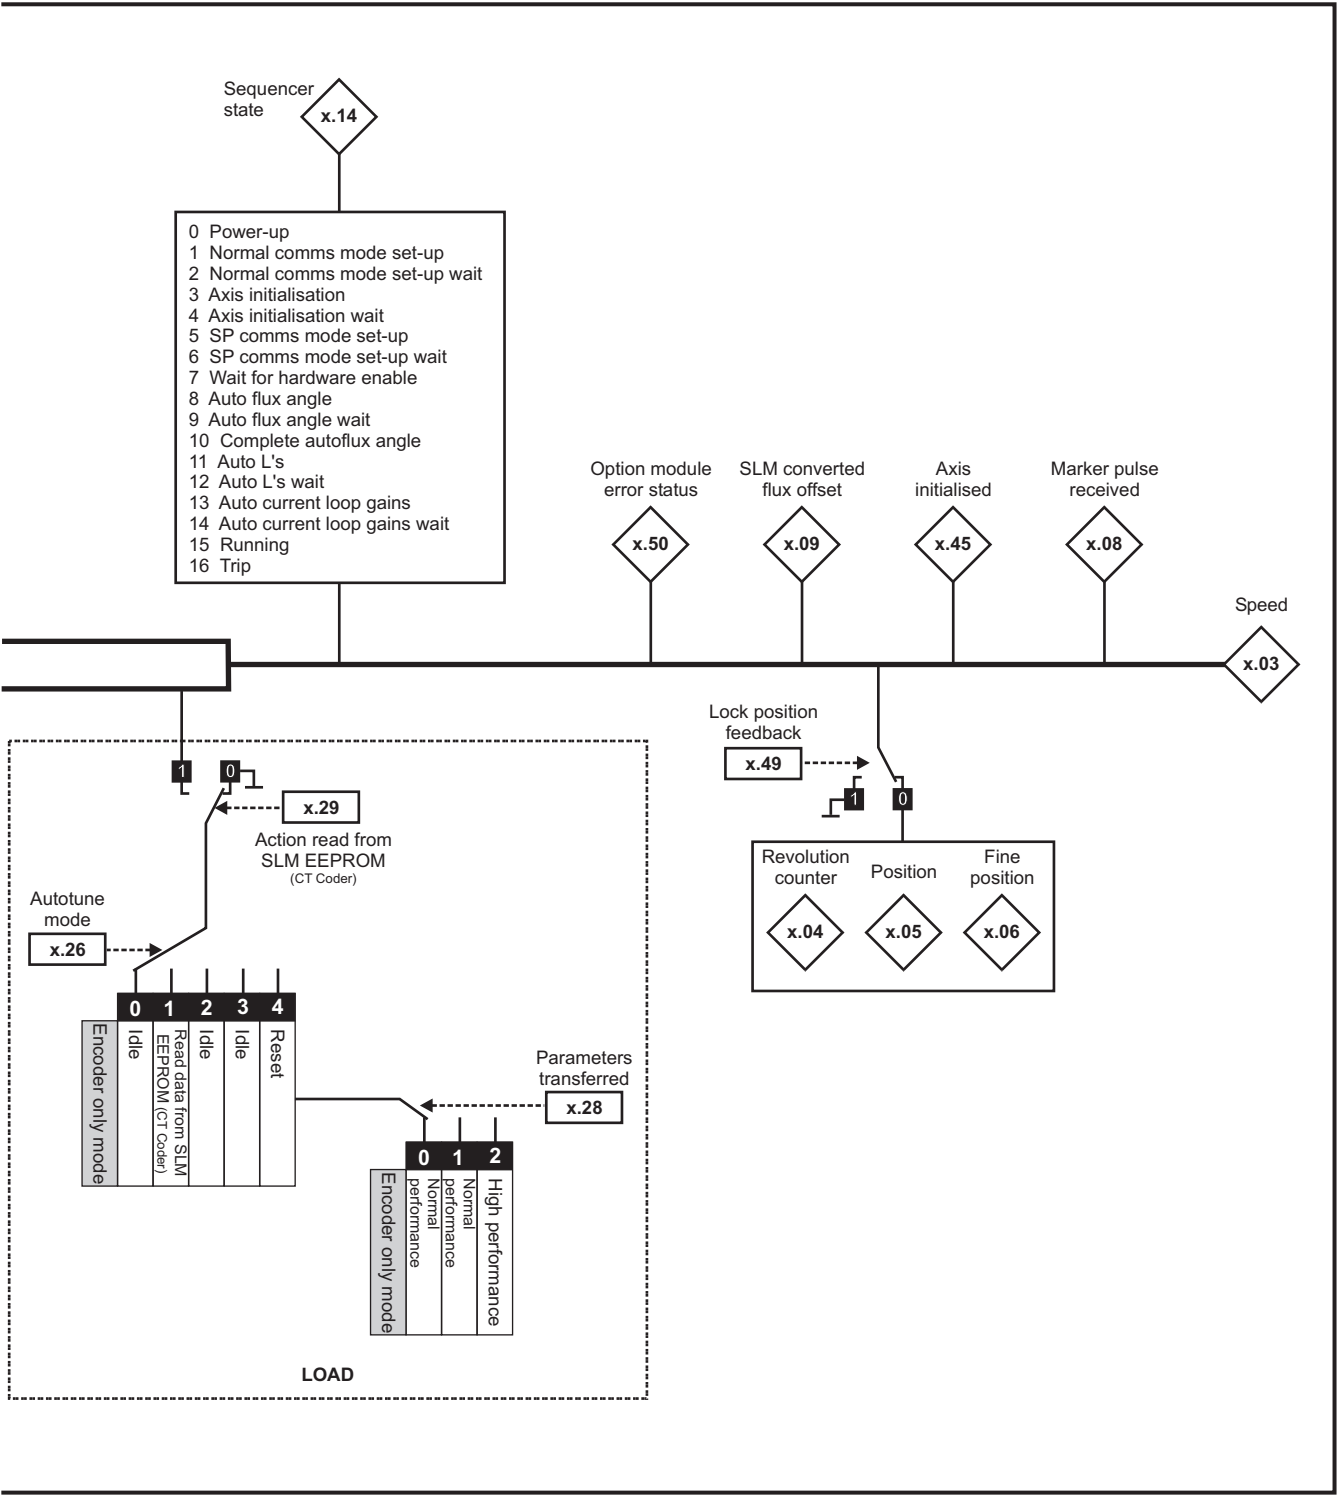 Sequencer
state
x.14
0 Power-up
1 Normal comms mode set-up
2 Normal comms mode set-up wait
3 Axis initialisation
4 Axis initialisation wait
5 SP comms mode set-up
6 SP comms mode set-up wait
7 Wait for hardware enable
8 Auto flux angle
9 Auto flux angle wait
10 Complete autoflux angle
11 Auto L's
12 Auto L's wait
13 Auto current loop gains
14 Auto current loop gains wait
15 Running
16 Trip
Option module
error status
x.50
SLM converted
flux offset
x.09
Axis
initialised
x.45
Marker pulse
received
x.08
Speed
x.03
Lock position
feedback
x.49
1 0
Revolution
counter
x.04
Position
x.05
Fine
position
x.06
1 0
x.29
Action read from
SLM EEPROM
(CT Coder)
Autotune
mode
x.26
0 1 2 3 4
Encoder only mode
Idle
Read data from SLM
EEPROM (CT Coder)
Idle
Idle
Reset
Parameters
transferred
x.28
0 1 2
Encoder only mode
Normal
performance
Normal
performance
High performance
LOAD